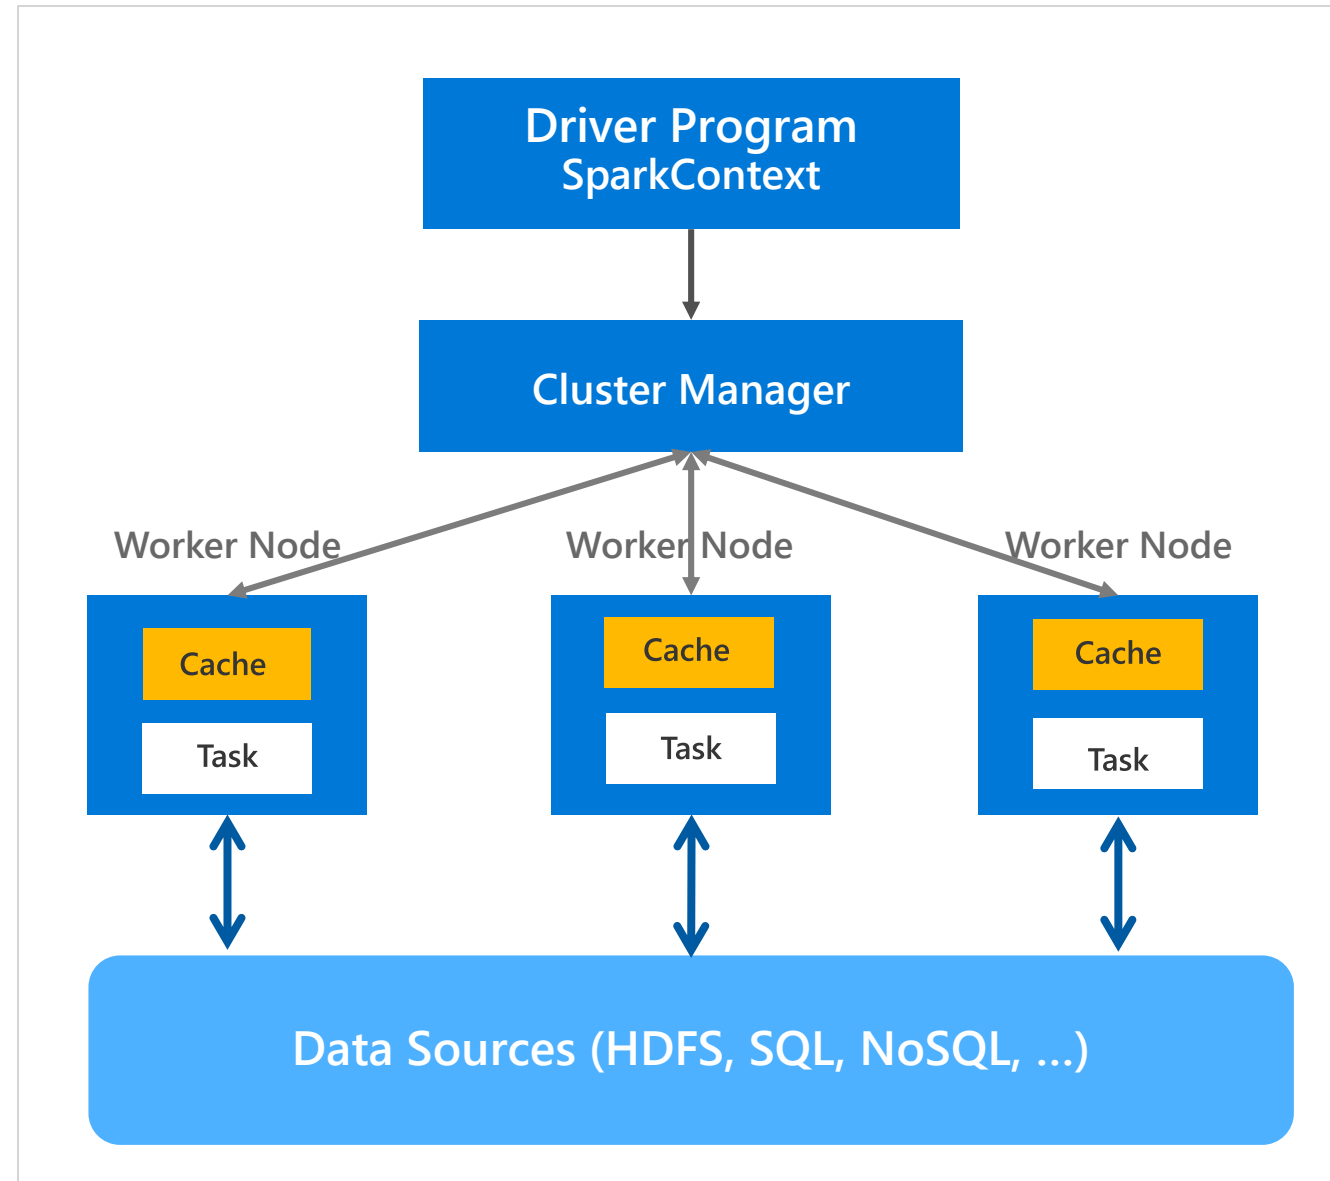 Driver Program
SparkContext
Cluster Manager
Worker Node
Worker Node
Worker Node
Cache
Cache
Cache
Task
Task
Task
Data Sources (HDFS, SQL, NoSQL, ...)